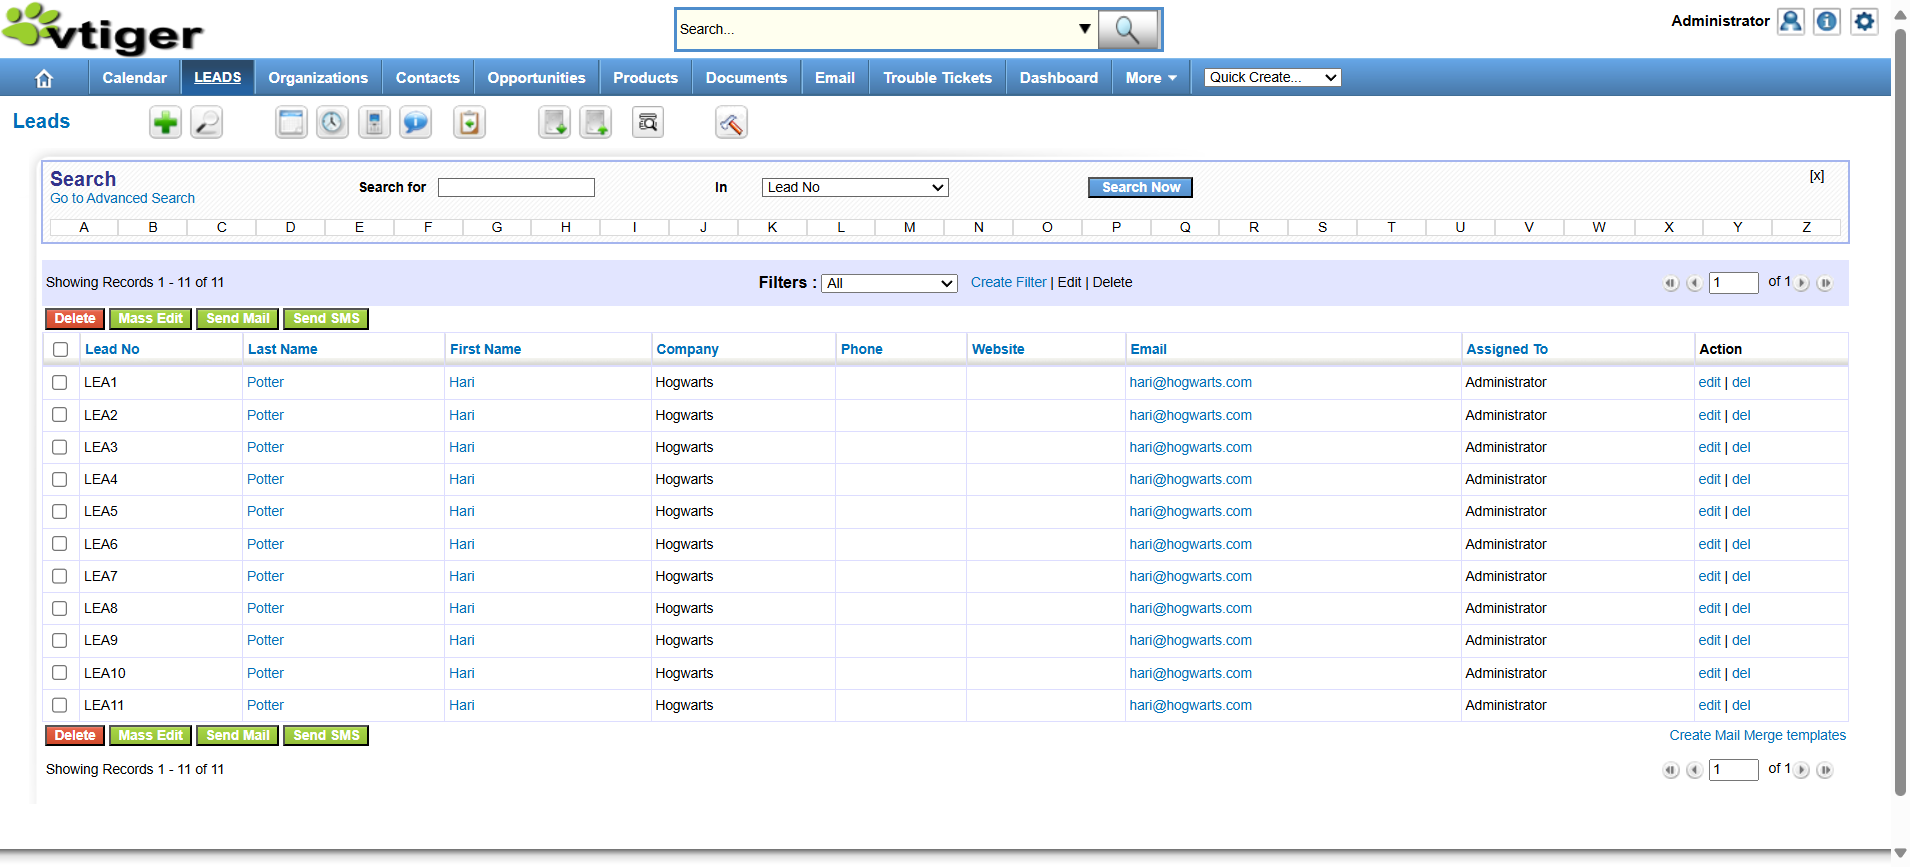 vtiger
Search...
Administrator
Calendar LEADS Organizations Contacts Opportunities Products Documents Email Trouble Tickets Dashboard More Quick Create...
Leads
Search
Go to Advanced Search
Search for In Lead No Search Now [x]
A B C D E F G H I J K L M N O P Q R S T U V W X Y Z
Showing Records 1 - 11 of 11 Filters : All Create Filter | Edit | Delete 1 of 1
Delete Mass Edit Send Mail Send SMS
Lead No Last Name First Name Company Phone Website Email Assigned To Action
LEA1 Potter Hari Hogwarts hari@hogwarts.com Administrator edit | del
LEA2 Potter Hari Hogwarts hari@hogwarts.com Administrator edit | del
LEA3 Potter Hari Hogwarts hari@hogwarts.com Administrator edit | del
LEA4 Potter Hari Hogwarts hari@hogwarts.com Administrator edit | del
LEA5 Potter Hari Hogwarts hari@hogwarts.com Administrator edit | del
LEA6 Potter Hari Hogwarts hari@hogwarts.com Administrator edit | del
LEA7 Potter Hari Hogwarts hari@hogwarts.com Administrator edit | del
LEA8 Potter Hari Hogwarts hari@hogwarts.com Administrator edit | del
LEA9 Potter Hari Hogwarts hari@hogwarts.com Administrator edit | del
LEA10 Potter Hari Hogwarts hari@hogwarts.com Administrator edit | del
LEA11 Potter Hari Hogwarts hari@hogwarts.com Administrator edit | del
Delete Mass Edit Send Mail Send SMS Create Mail Merge templates
Showing Records 1 - 11 of 11 1 of 1